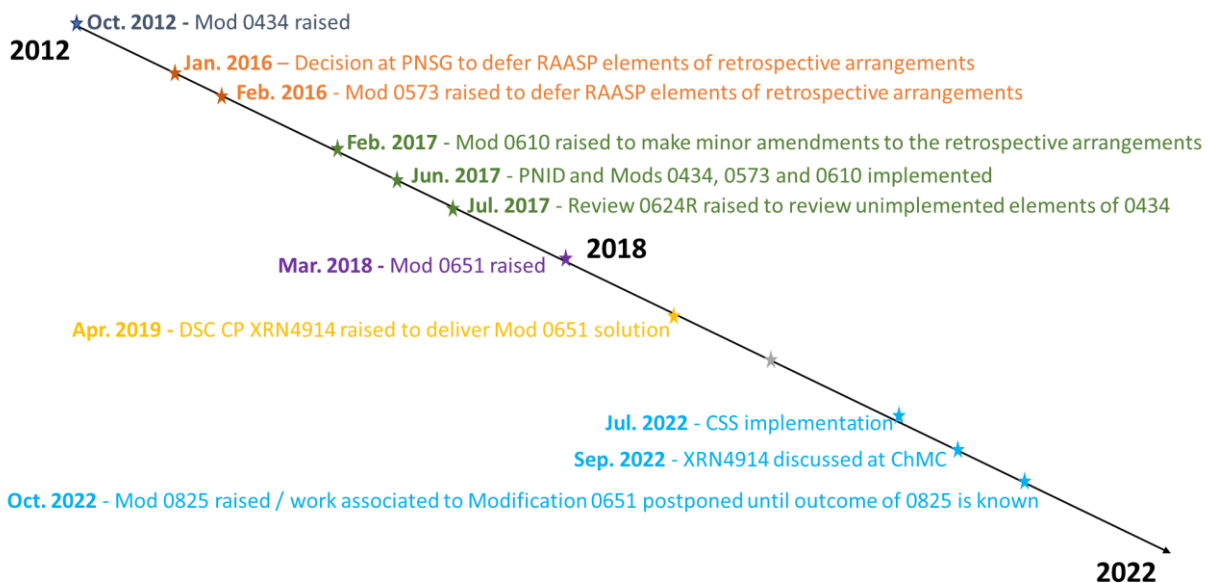 Oct. 2012 - Mod 0434 raised
2012
Jan. 2016 – Decision at PNSG to defer RAASP elements of retrospective arrangements
Feb. 2016 - Mod 0573 raised to defer RAASP elements of retrospective arrangements
Feb. 2017 - Mod 0610 raised to make minor amendments to the retrospective arrangements
Jun. 2017 - PNID and Mods 0434, 0573 and 0610 implemented
Jul. 2017 - Review 0624R raised to review unimplemented elements of 0434
2018
Mar. 2018 - Mod 0651 raised
Apr. 2019 - DSC CP XRN4914 raised to deliver Mod 0651 solution
Jul. 2022 - CSS implementation
Sep. 2022 - XRN4914 discussed at ChMC
Oct. 2022 - Mod 0825 raised / work associated to Modification 0651 postponed until outcome of 0825 is known
2022